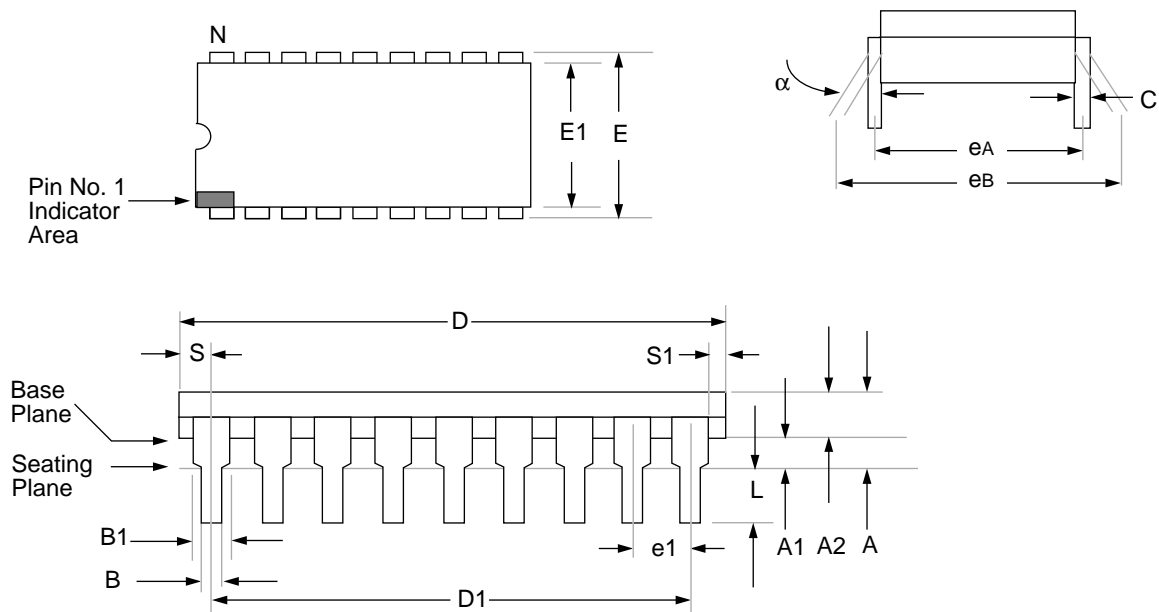 N
E1
E
Pin No. 1
Indicator
Area
α
C
eA
eB
D
S
S1
Base
Plane
Seating
Plane
L
B1
e1
A1
A2
A
B
D1